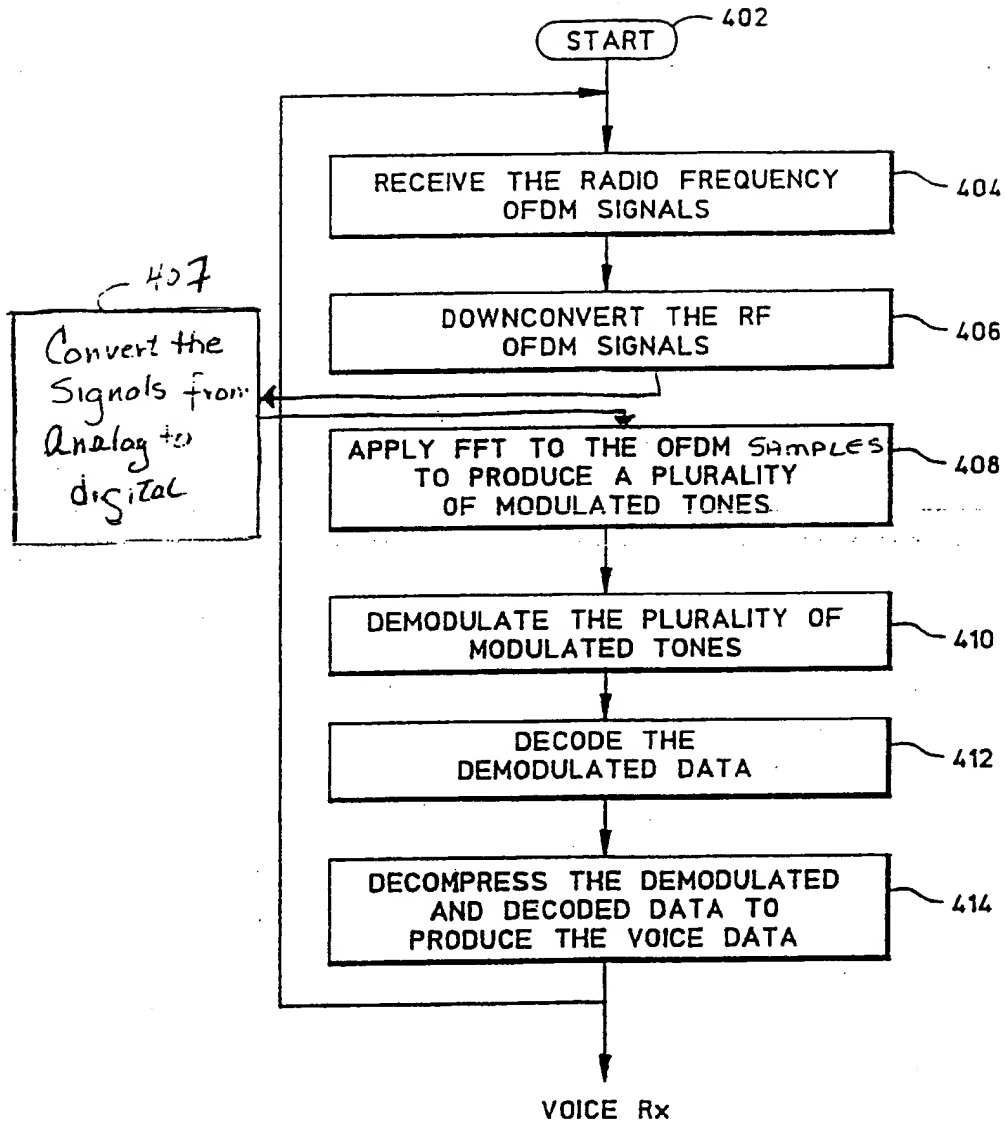 402
START
RECEIVE THE RADIO FREQUENCY
OFDM SIGNALS
404
DOWNCONVERT THE RF
OFDM SIGNALS
406
407
Convert the
Signals from
Analog to
digital
APPLY FFT TO THE OFDM SAMPLES
TO PRODUCE A PLURALITY
OF MODULATED TONES
408
DEMODULATE THE PLURALITY OF
MODULATED TONES
410
DECODE THE
DEMODULATED DATA
412
DECOMPRESS THE DEMODULATED
AND DECODED DATA TO
PRODUCE THE VOICE DATA
414
VOICE Rx